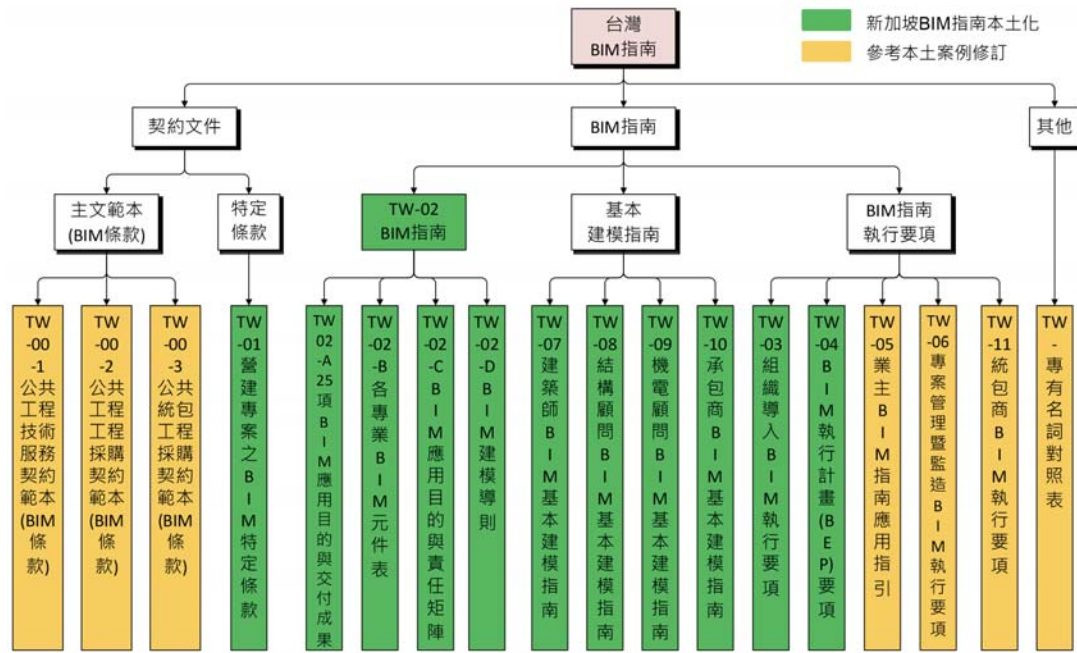 台灣
BIM指南
新加坡BIM指南本土化
參考本土案例修訂
契約文件
BIM指南
其他
主文範本
(BIM條款)
特定
條款
TW-02
BIM指南
基本
建模指南
BIM指南
執行要項
TW-00-1公共工程技術服務契約範本(BIM條款)
TW-00-2公共工程採購契約範本(BIM條款)
TW-00-3公共統包工程採購契約範本(BIM條款)
TW-01營建專案之BIM特定條款
TW02-A25項BIM應用目的與交付成果
TW-02-B各專業BIM元件表
TW-02-CBIM應用目的與責任矩陣
TW-02-DBIM建模導則
TW-07建築師BIM基本建模指南
TW-08結構顧問BIM基本建模指南
TW-09機電顧問BIM基本建模指南
TW-10承包商BIM基本建模指南
TW-03組織導入BIM執行要項
TW-04BIM執行計畫(BEP)要項
TW-05業主BIM指南應用指引
TW-06專案管理暨監造BIM執行要項
TW-11統包商BIM執行要項
TW-專有名詞對照表